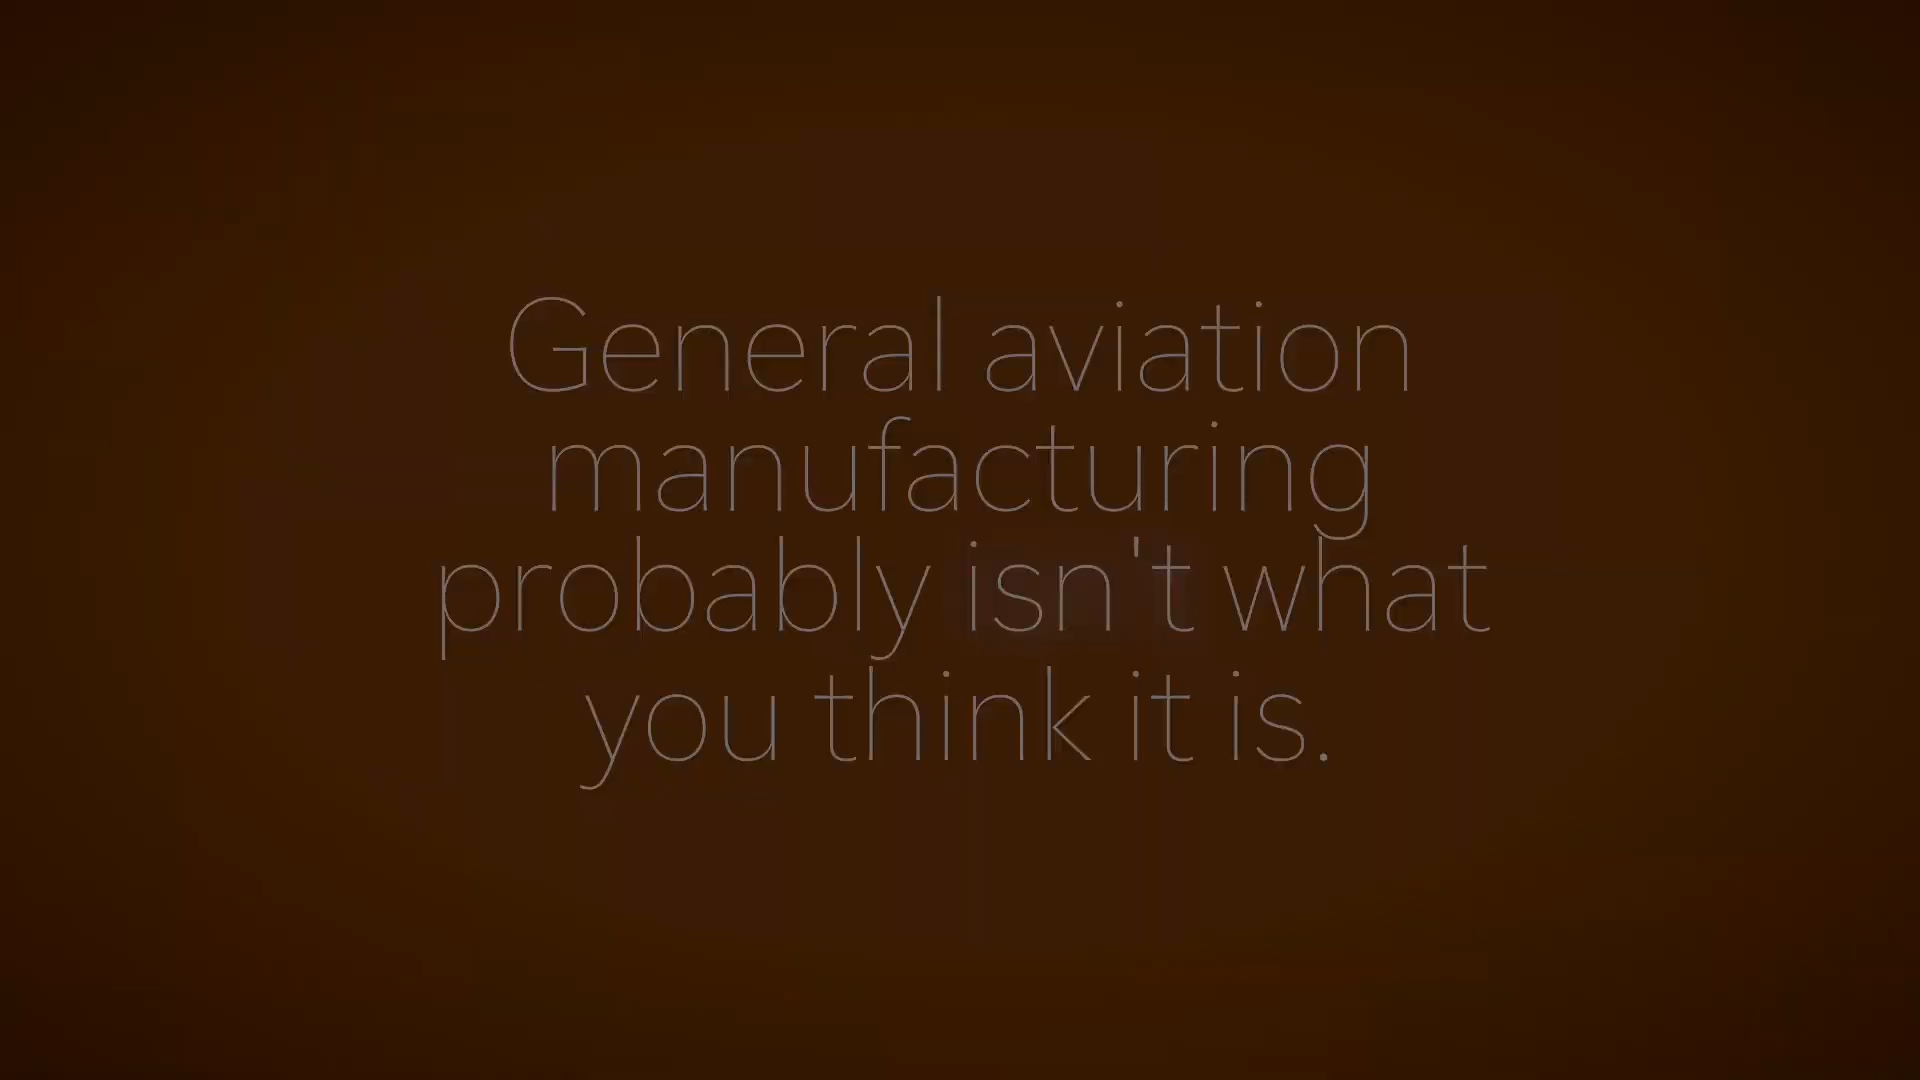 General aviation
manufacturing
probably isn't what
you think it is.